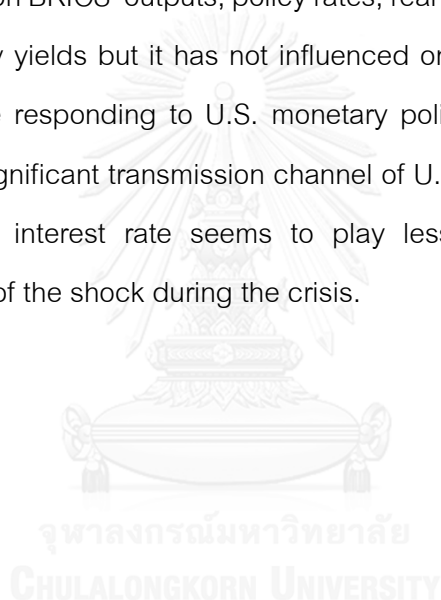 on BRICS' outputs, policy rates, real
yields but it has not influenced or
responding to U.S. monetary poli
gnificant transmission channel of U.
interest rate seems to play les
of the shock during the crisis.
จุฬาลงกรณ์มหาวิทยาลัย
CHULALONGKORN UNIVERSITY